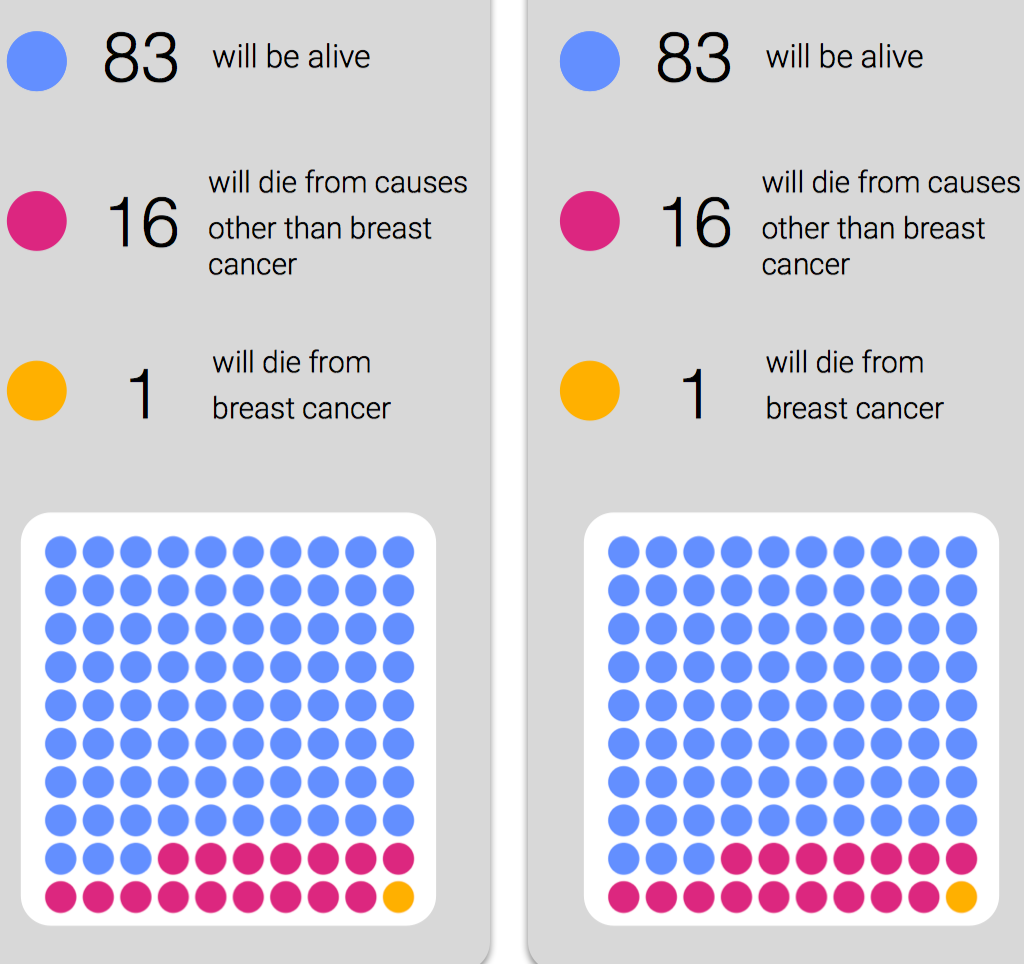 83 will be alive
16 will die from causes
other than breast
cancer
1 will die from
breast cancer
83 will be alive
16 will die from causes
other than breast
cancer
1 will die from
breast cancer